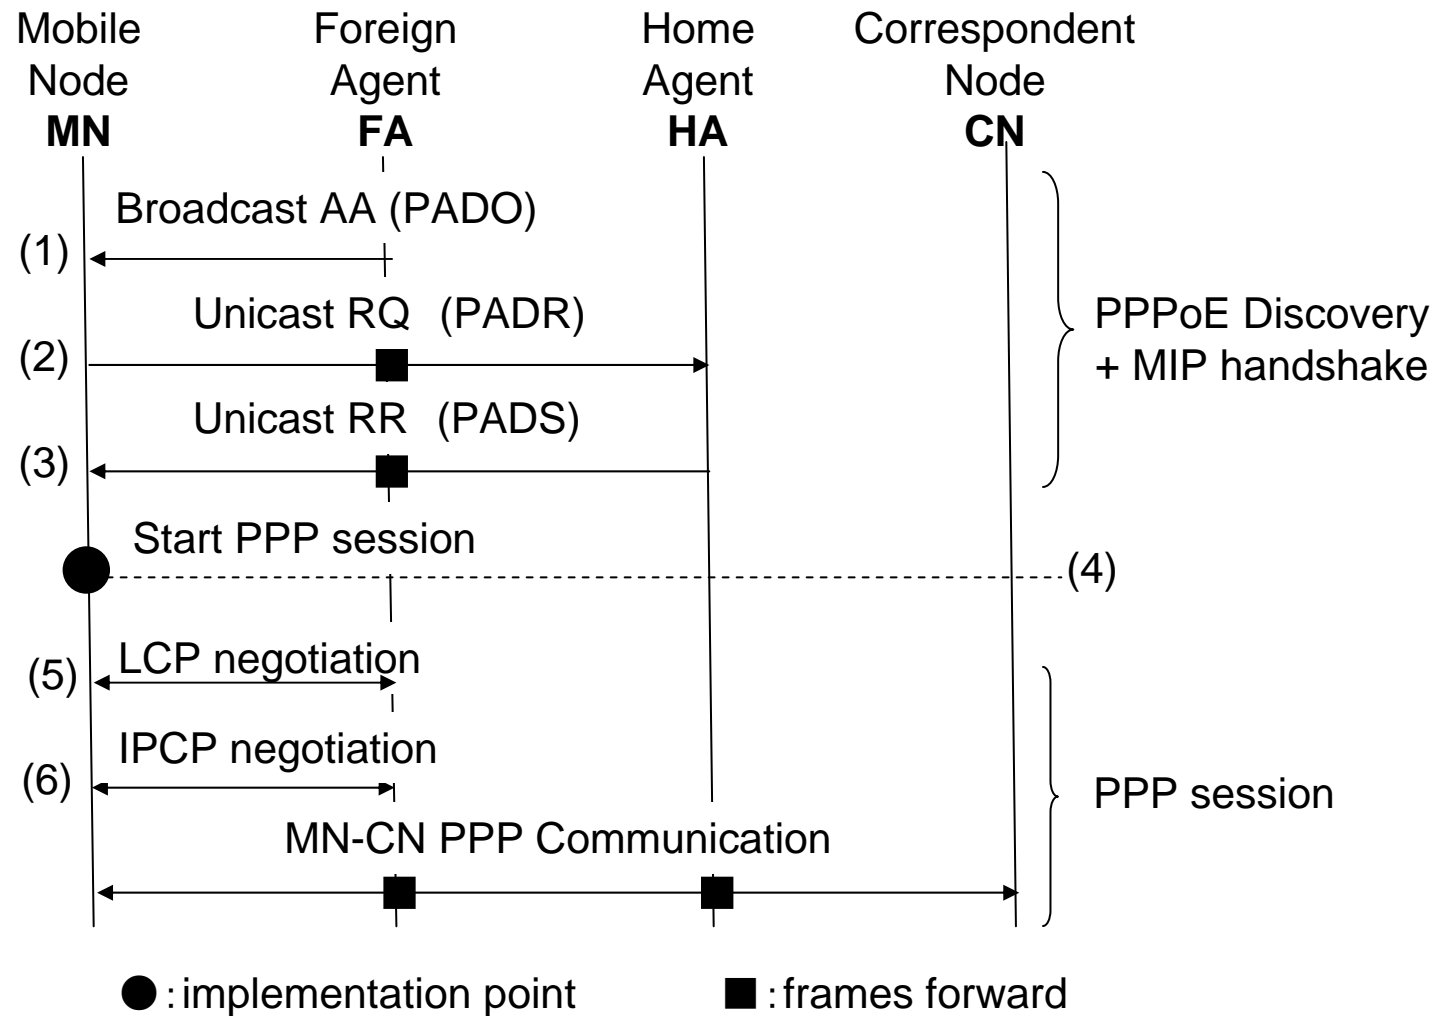 Mobile Foreign Home Correspondent
Node Agent Agent Node
MN FA HA CN
Broadcast AA (PADO)
(1)
Unicast RQ (PADR)
PPPoE Discovery
(2)
+ MIP handshake
Unicast RR (PADS)
(3)
Start PPP session
(4)
LCP negotiation
(5)
IPCP negotiation
(6)
PPP session
MN-CN PPP Communication
: implementation point : frames forward